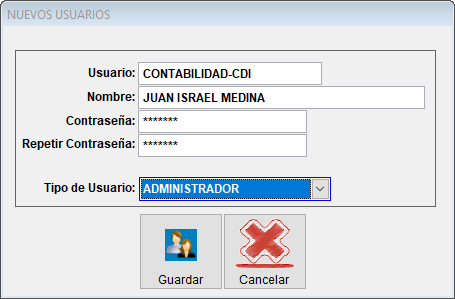 NUEVOS USUARIOS
Usuario: CONTABILIDAD-CDI
Nombre: JUAN ISRAEL MEDINA
Contraseña: *******
Repetir Contraseña: *******
Tipo de Usuario: ADMINISTRADOR
Guardar Cancelar